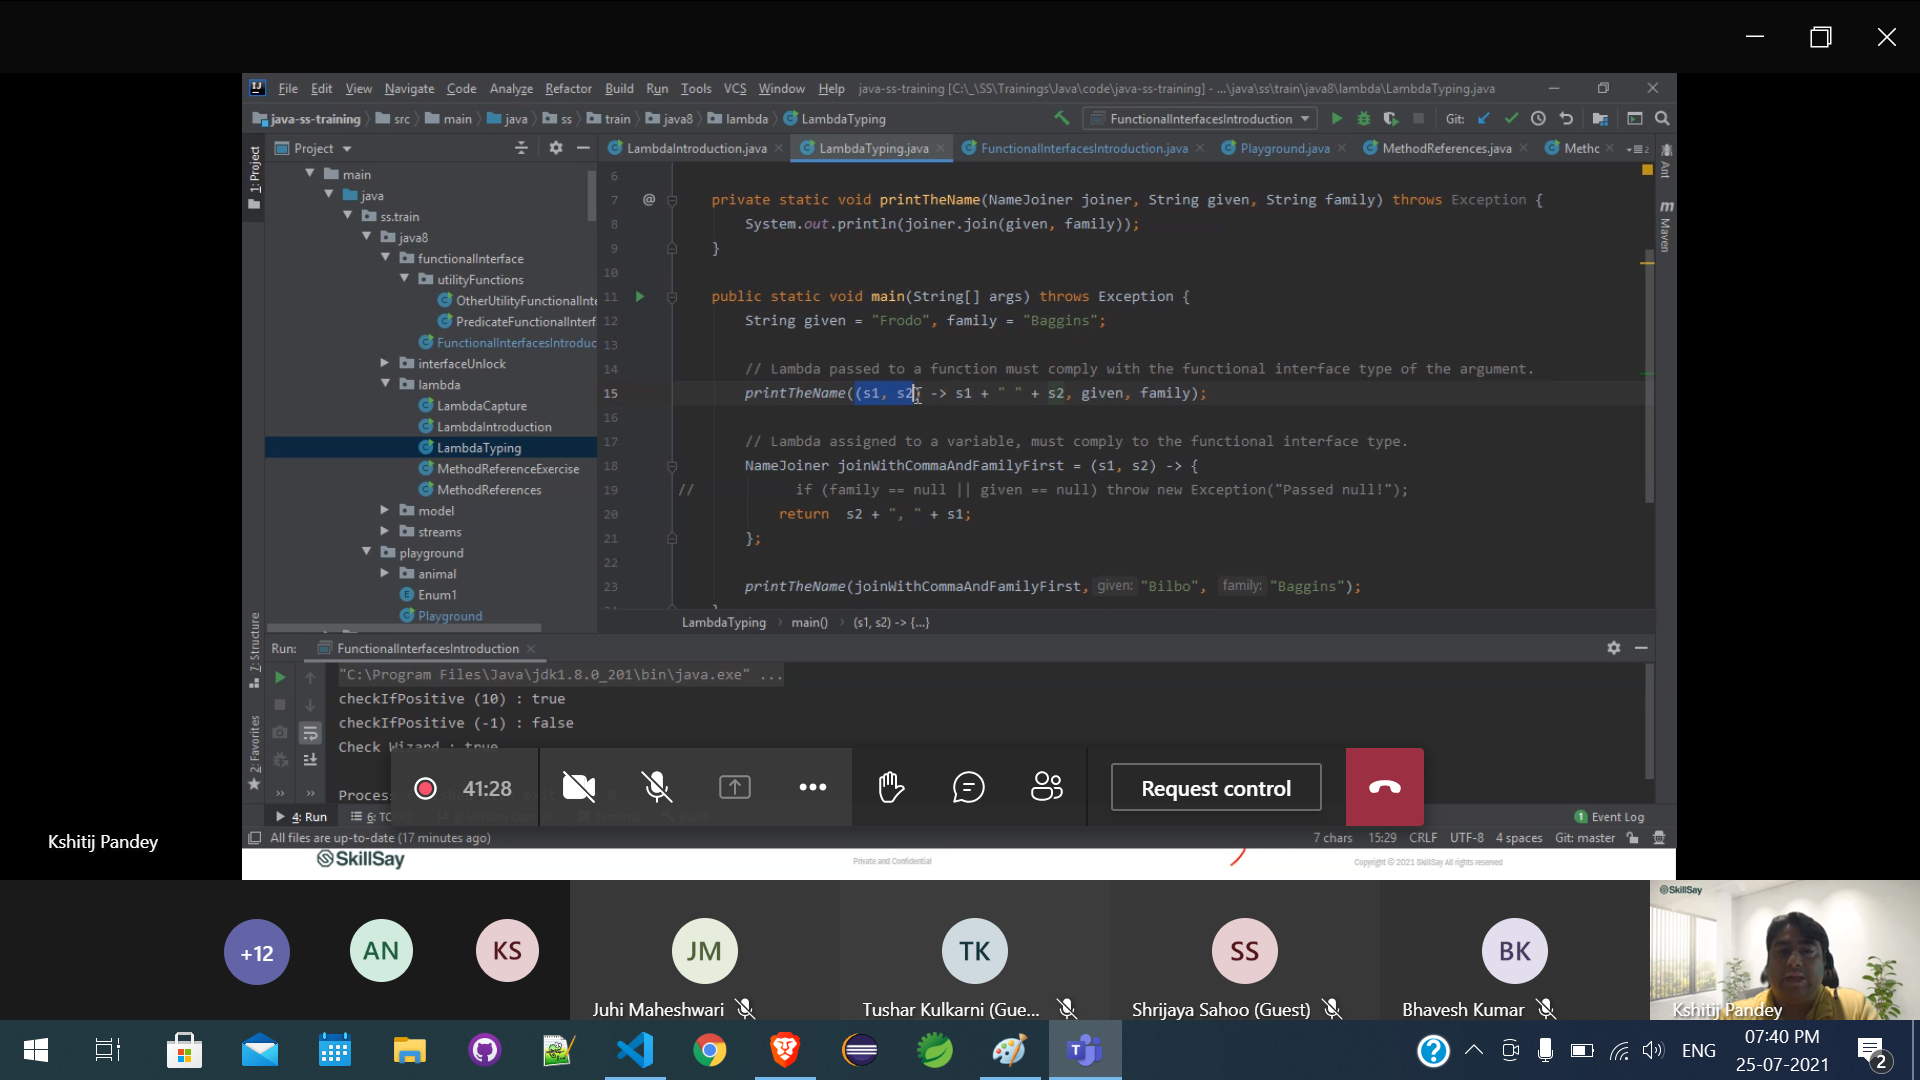 File Edit View Navigate Code Analyze Refactor Build Run Tools VCS Window Help java-ss-training [C:\_\SS\Trainings\Java\code\java-ss-training] - ...\java\ss\train\java8\lambda\LambdaTyping.java
java-ss-training src main java ss train java8 lambda LambdaTyping FunctionalInterfacesIntroduction Git:
1: Project
Project
LambdaIntroduction.java LambdaTyping.java FunctionalInterfacesIntroduction.java Playground.java MethodReferences.java Methc
Ant
Maven
main
java
ss.train
java8
functionalInterface
utilityFunctions
OtherUtilityFunctionalInte
PredicateFunctionalInterf
FunctionalInterfacesIntroduc
interfaceUnlock
lambda
LambdaCapture
LambdaIntroduction
LambdaTyping
MethodReferenceExercise
MethodReferences
model
streams
playground
animal
Enum1
Playground
6
7 @ private static void printTheName(NameJoiner joiner, String given, String family) throws Exception {
8 System.out.println(joiner.join(given, family));
9 }
10
11 public static void main(String[] args) throws Exception {
12 String given = "Frodo", family = "Baggins";
13
14 // Lambda passed to a function must comply with the functional interface type of the argument.
15 printTheName((s1, s2) -> s1 + " " + s2, given, family);
16
17 // Lambda assigned to a variable, must comply to the functional interface type.
18 NameJoiner joinWithCommaAndFamilyFirst = (s1, s2) -> {
19 // if (family == null || given == null) throw new Exception("Passed null!");
20 return s2 + ", " + s1;
21 };
22
23 printTheName(joinWithCommaAndFamilyFirst, given: "Bilbo", family: "Baggins");
LambdaTyping main() (s1, s2) -> {...}
7: Structure
2: Favorites
Run: FunctionalInterfacesIntroduction
"C:\Program Files\Java\jdk1.8.0_201\bin\java.exe" ...
checkIfPositive (10) : true
checkIfPositive (-1) : false
Check Wizard : true
Process
41:28
Request control
4: Run 6: TO
1 Event Log
All files are up-to-date (17 minutes ago) 7 chars 15:29 CRLF UTF-8 4 spaces Git: master
Kshitij Pandey
SkillSay Private and Confidential Copyright © 2021 SkillSay All rights reserved
+12 AN KS JM TK SS BK
SkillSay
Juhi Maheshwari Tushar Kulkarni (Gue... Shrijaya Sahoo (Guest) Bhavesh Kumar Kshitij Pandey
ENG
07:40 PM
25-07-2021
2